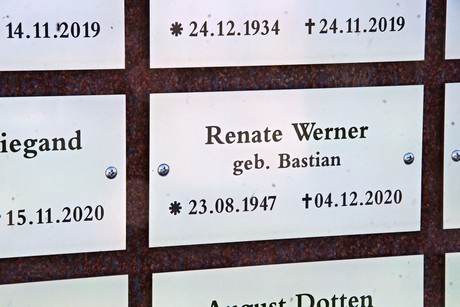 14.11.2019
* 24.12.1934 †24.11.2019
iegand
15.11.2020
Renate Werner
geb. Bastian
* 23.08.1947 †04.12.2020
August Dotten